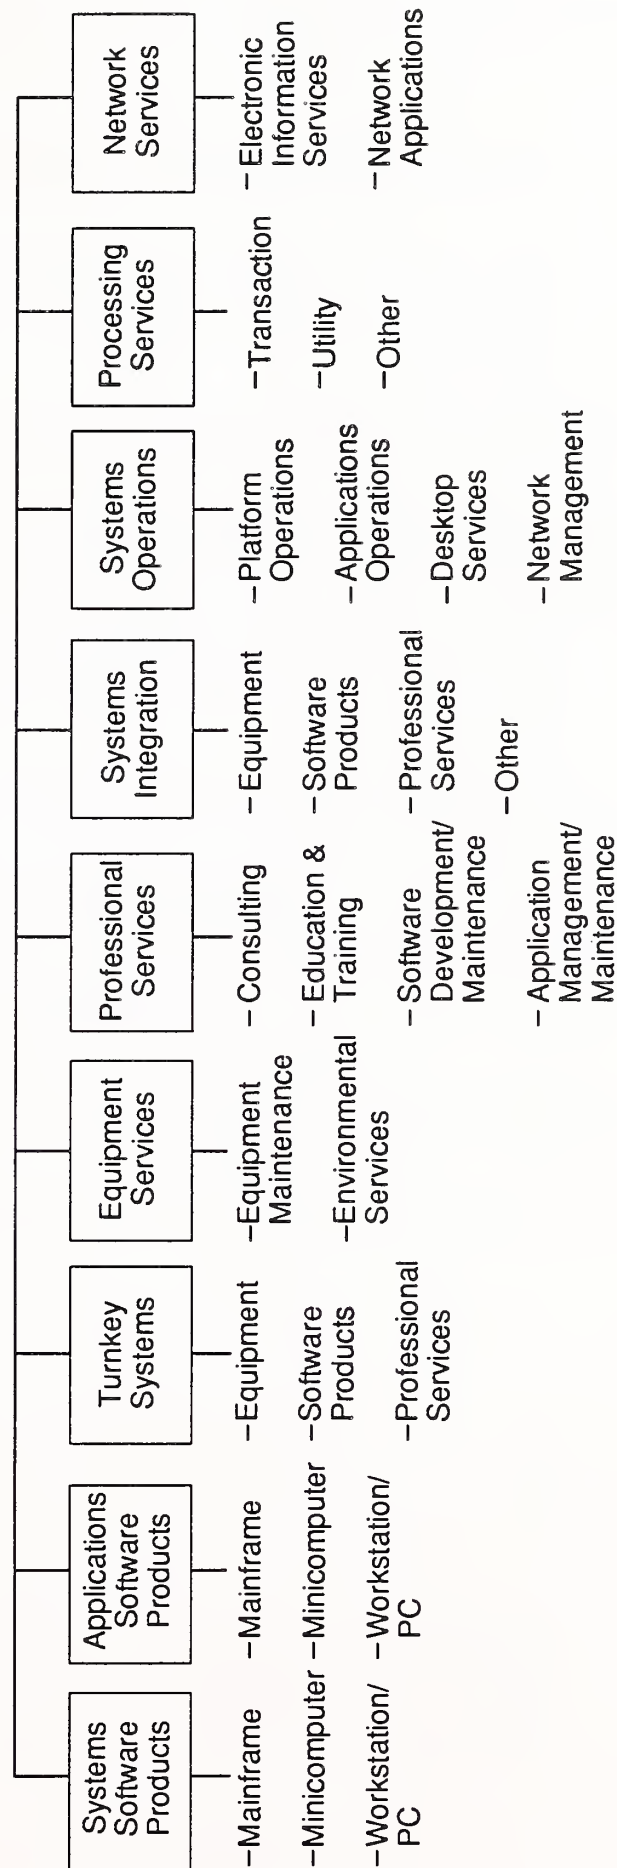 Systems
Software
Products
–Mainframe
–Minicomputer
–Workstation/
PC
Applications
Software
Products
–Mainframe
–Minicomputer
–Workstation/
PC
Turnkey
Systems
–Equipment
–Software
Products
–Professional
Services
Equipment
Services
–Equipment
Maintenance
–Environmental
Services
Professional
Services
–Consulting
–Education &
Training
–Software
Development/
Maintenance
–Application
Management/
Maintenance
Systems
Integration
–Equipment
–Software
Products
–Professional
Services
–Other
Systems
Operations
–Platform
Operations
–Applications
Operations
–Desktop
Services
–Network
Management
Processing
Services
–Transaction
–Utility
–Other
Network
Services
–Electronic
Information
Services
–Network
Applications